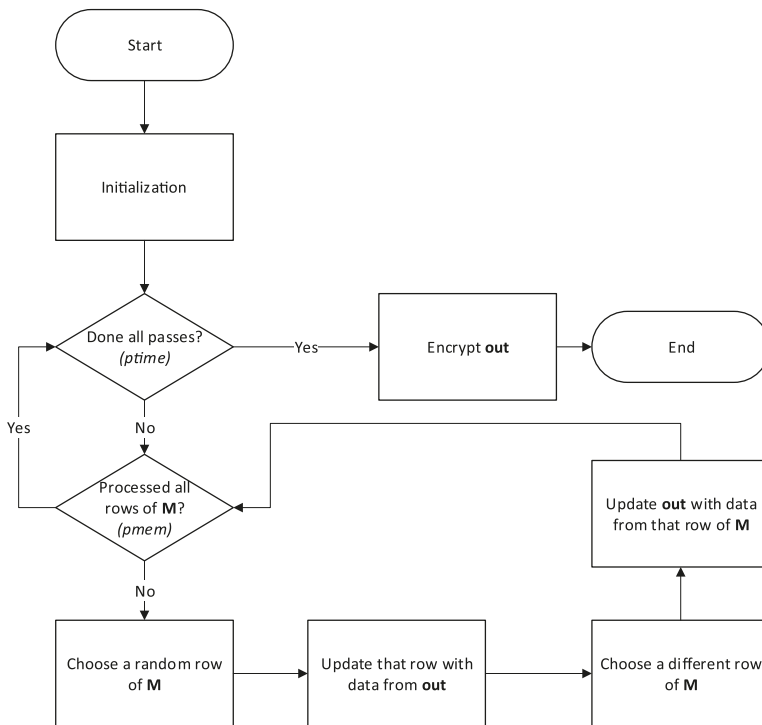 Start
Initialization
Done all passes?
(ptime)
Yes
Encrypt out
End
Yes
No
Processed all
rows of M?
(pmem)
Update out with data
from that row of M
No
Choose a random row
of M
Update that row with
data from out
Choose a different row
of M